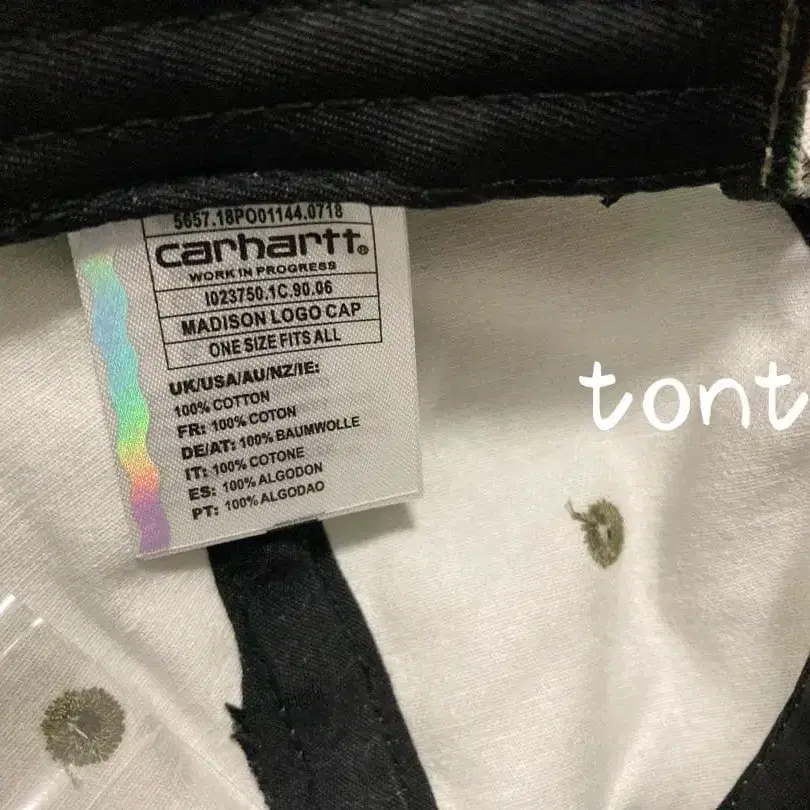 5657.18PO01144.0718
carhartt®
WORK IN PROGRESS
I023750.1C.90.06
MADISON LOGO CAP
ONE SIZE FITS ALL
UK/USA/AU/NZ/IE:
100% COTTON
FR: 100% COTON
DE/AT: 100% BAUMWOLLE
IT: 100% COTONE
ES: 100% ALGODON
PT: 100% ALGODAO
tont